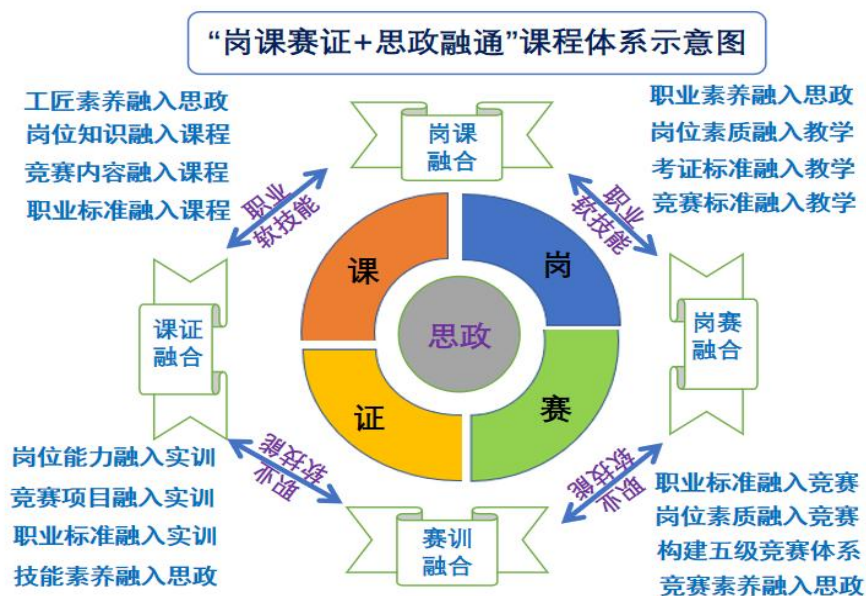 “岗课赛证+思政融通”课程体系示意图
工匠素养融入思政
岗位知识融入课程
竞赛内容融入课程
职业标准融入课程
岗课
融合
职业素养融入思政
岗位素质融入教学
考证标准融入教学
竞赛标准融入教学
职业
软技能
职业
软技能
课
岗
课证
融合
思政
岗赛
融合
证
赛
岗位能力融入实训
竞赛项目融入实训
职业标准融入实训
技能素养融入思政
职业
软技能
赛训
融合
职业
软技能
职业标准融入竞赛
岗位素质融入竞赛
构建五级竞赛体系
竞赛素养融入思政